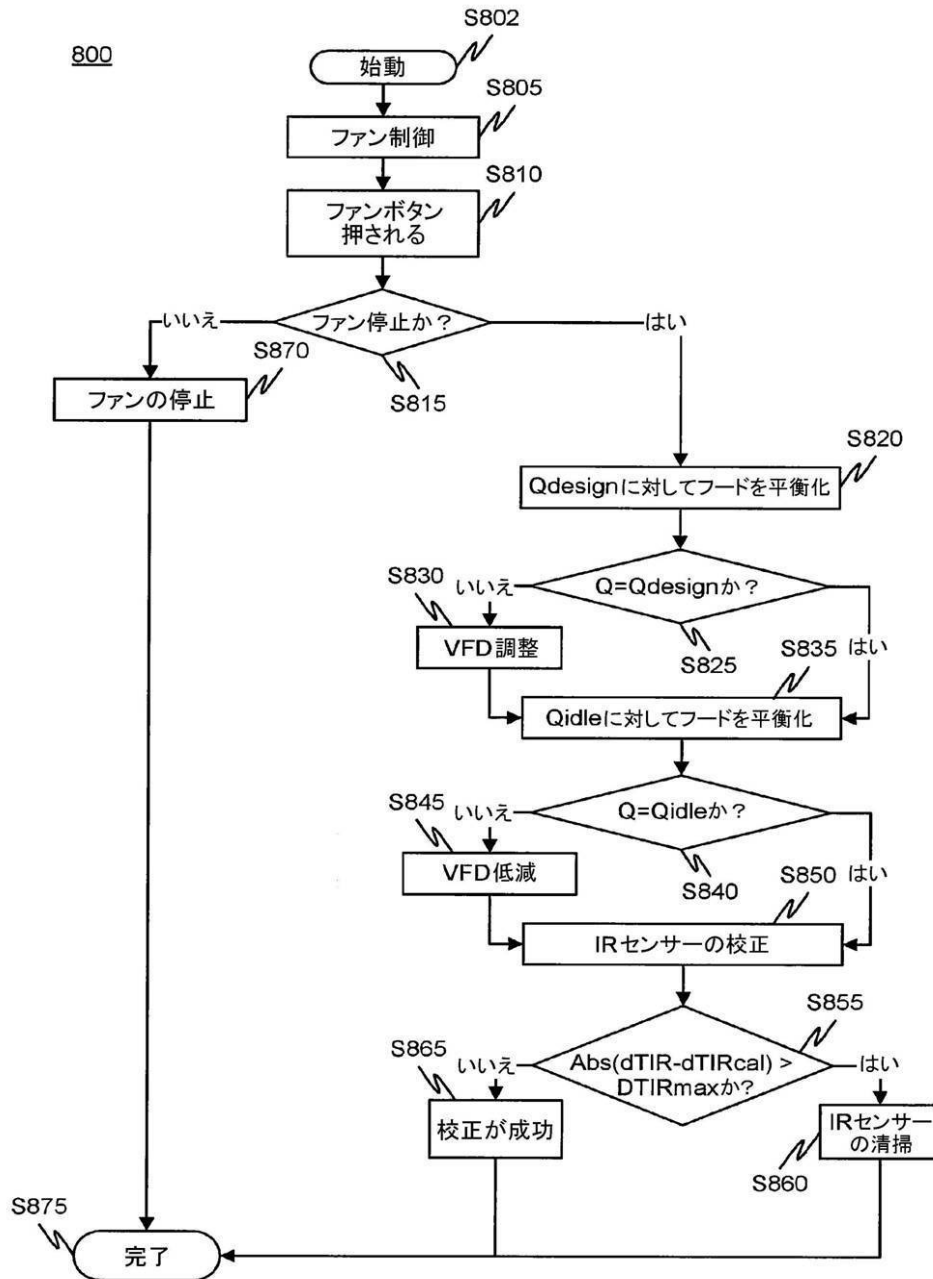 800
S802
始動
S805
ファン制御
S810
ファンボタン
押される
いいえ
ファン停止か？
はい
S870
S815
ファンの停止
S820
Qdesignに対してフードを平衡化
S830
いいえ
Q=Qdesignか？
VFD調整
S825
S835
はい
Qidleに対してフードを平衡化
S845
いいえ
Q=Qidleか？
VFD低減
S840
S850
はい
IRセンサーの校正
S855
S865
いいえ
Abs(dTIR-dTIRcal) >
DTIRmaxか?
はい
校正が成功
IRセンサー
の清掃
S860
S875
完了